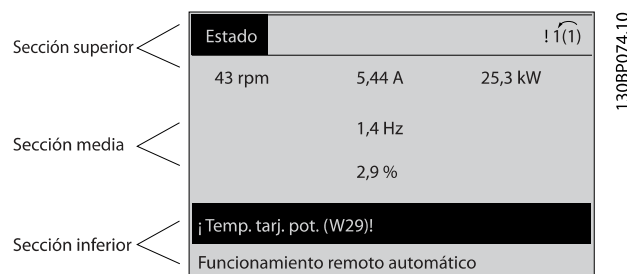 Sección superior
Estado
! 1(1)
43 rpm 5,44 A 25,3 kW
Sección media
1,4 Hz
2,9 %
Sección inferior
¡Temp. tarj. pot. (W29)!
Funcionamiento remoto automático
130BP074.10